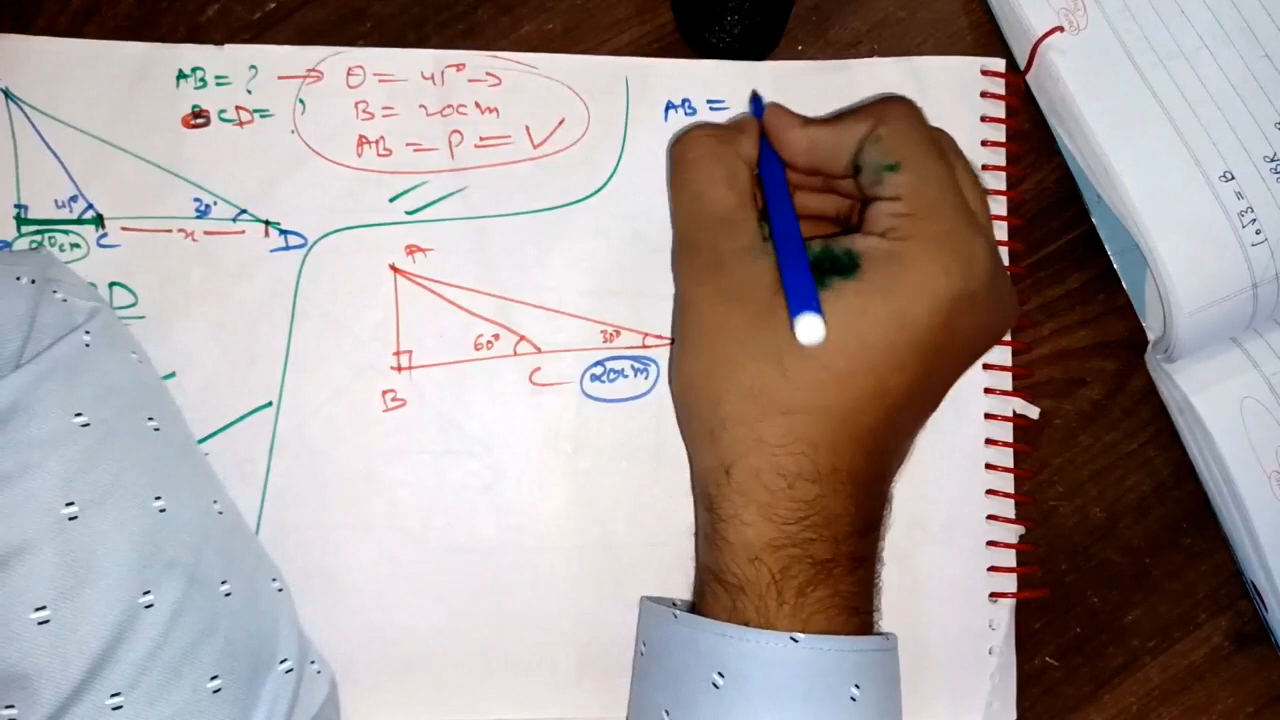 AB = ?
CD = ?
θ = 45° →
B = 20cm
AB = P = √
45°
30°
20cm
C
x
D
D
A
60°
30°
B
C
20cm
AB =